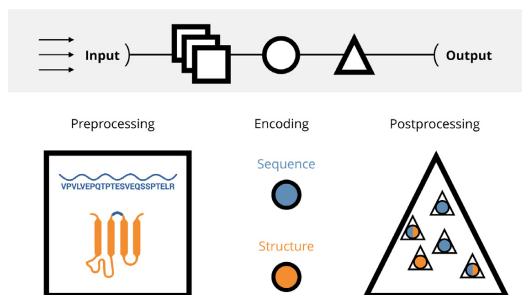 Input
Output
Preprocessing
Encoding
Postprocessing
Sequence
VPVLVEPQTPTESVEQSSPTELR
Structure